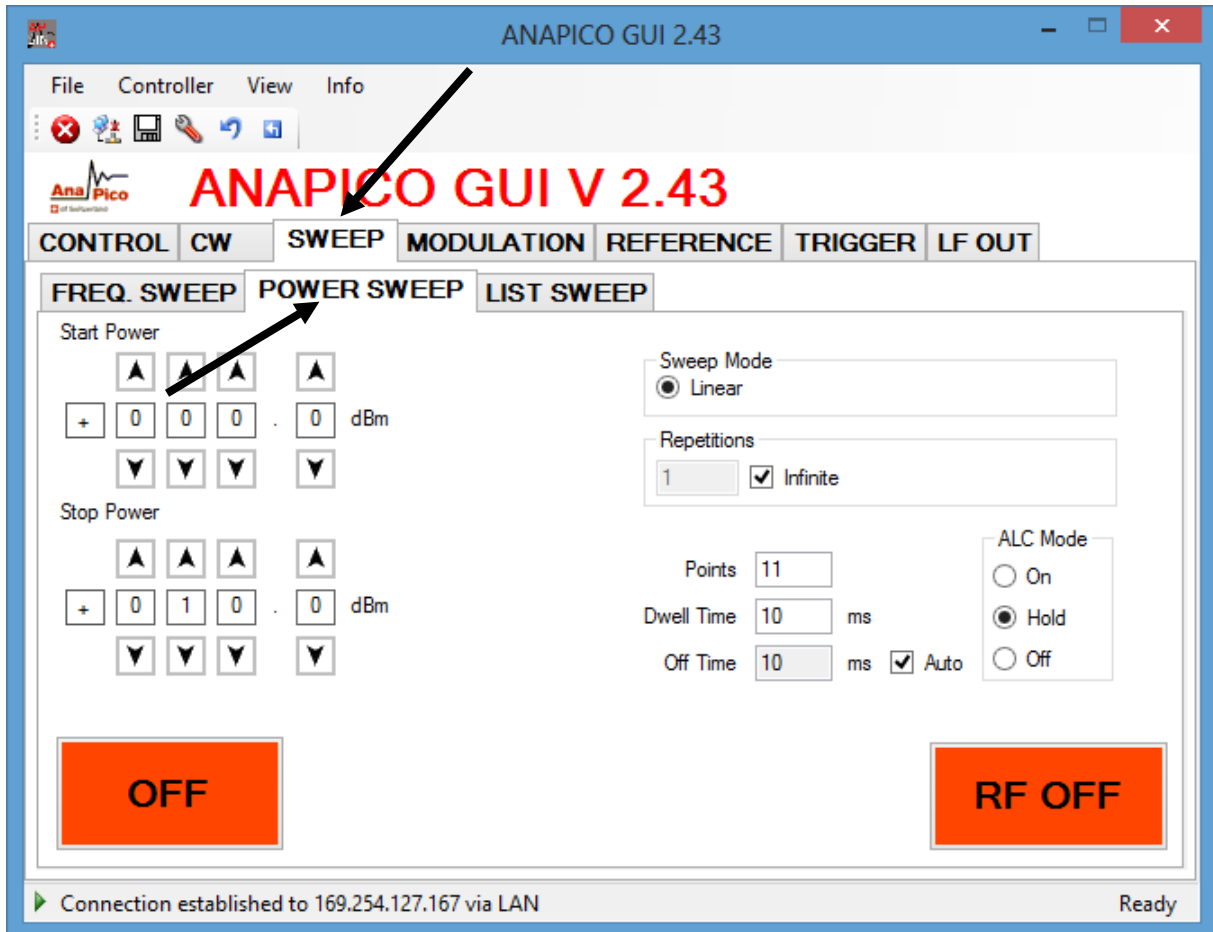 ANAPICO GUI 2.43
File Controller View Info
Ana Pico
ANAPICO GUI V 2.43
CONTROL CW SWEEP MODULATION REFERENCE TRIGGER LF OUT
FREQ. SWEEP POWER SWEEP LIST SWEEP
Start Power
+ 0 0 0 . 0 dBm
Stop Power
+ 0 1 0 . 0 dBm
Sweep Mode
Linear
Repetitions
1 Infinite
Points 11
Dwell Time 10 ms
Off Time 10 ms Auto
ALC Mode
On
Hold
Off
OFF
RF OFF
Connection established to 169.254.127.167 via LAN Ready